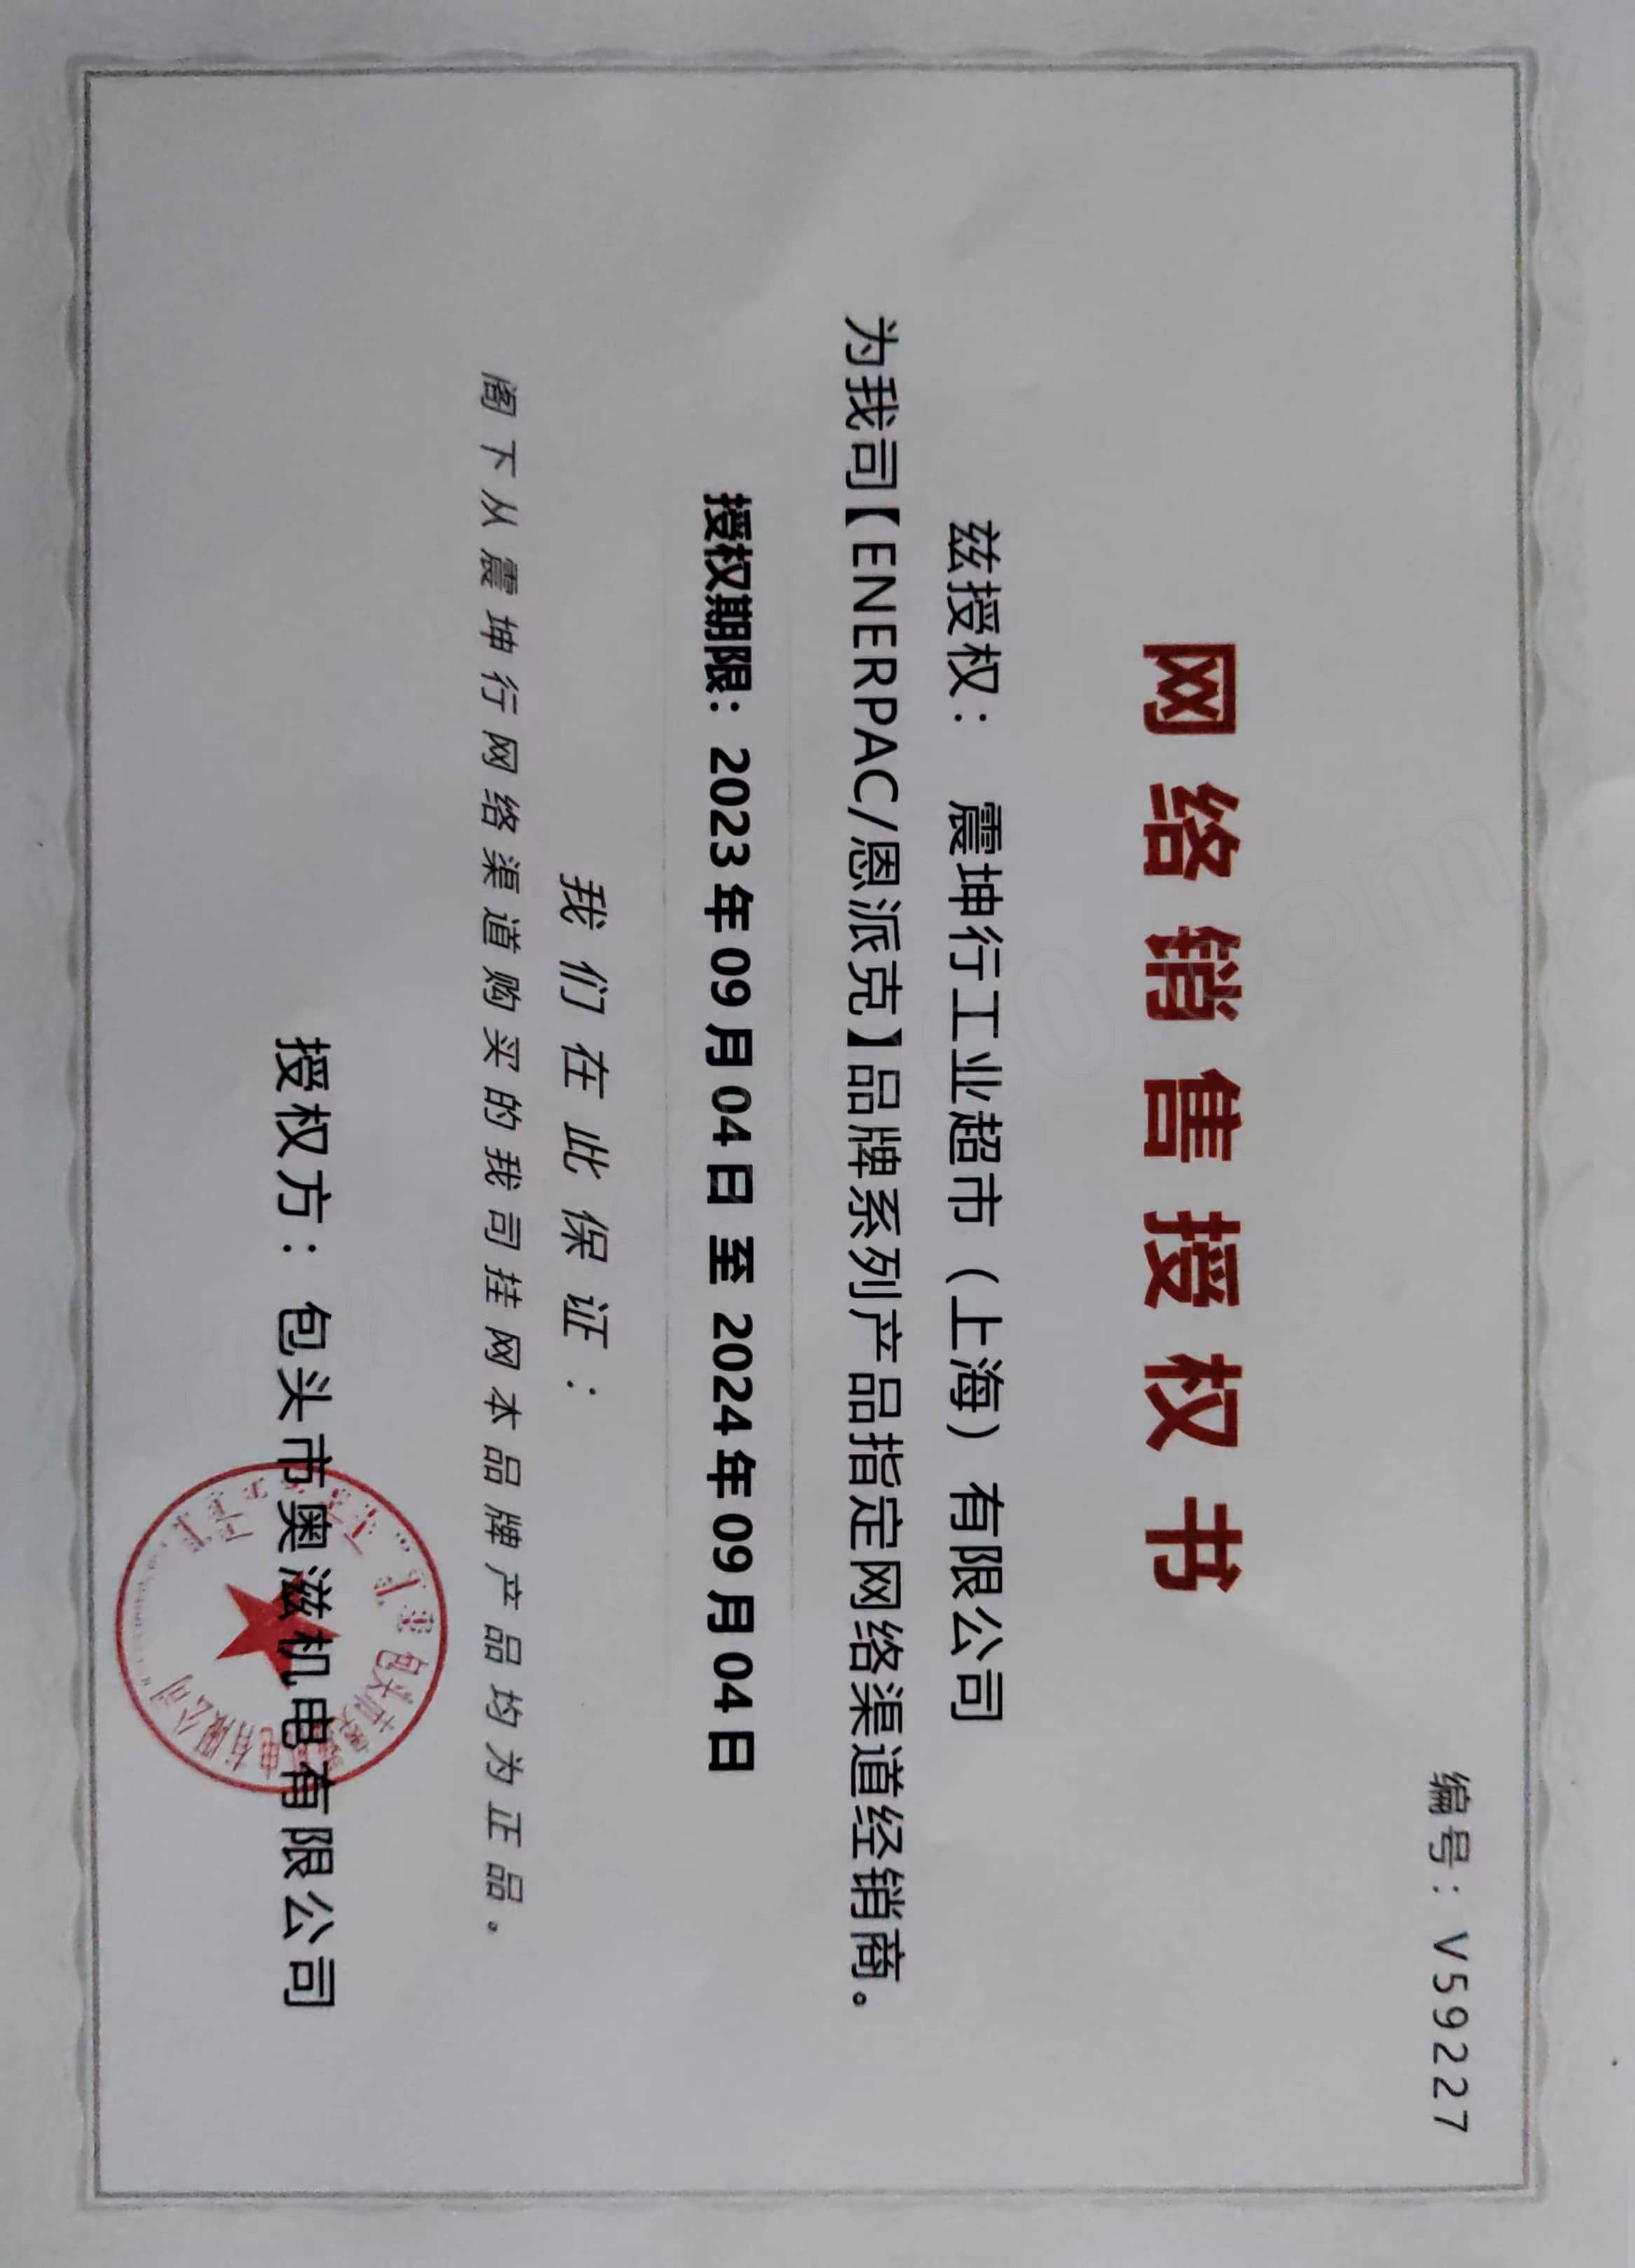 编号：V59227
网络销售授权书
兹授权： 震坤行工业超市（上海）有限公司
为我司【ENERPAC/恩派克】品牌系列产品指定网络渠道经销商。
授权期限：2023年09月04日 至 2024年09月04日
我们在此保证：
阁下从震坤行网络渠道购买的我司挂网本品牌产品均为正品。
授权方：包头市奥滋机电有限公司